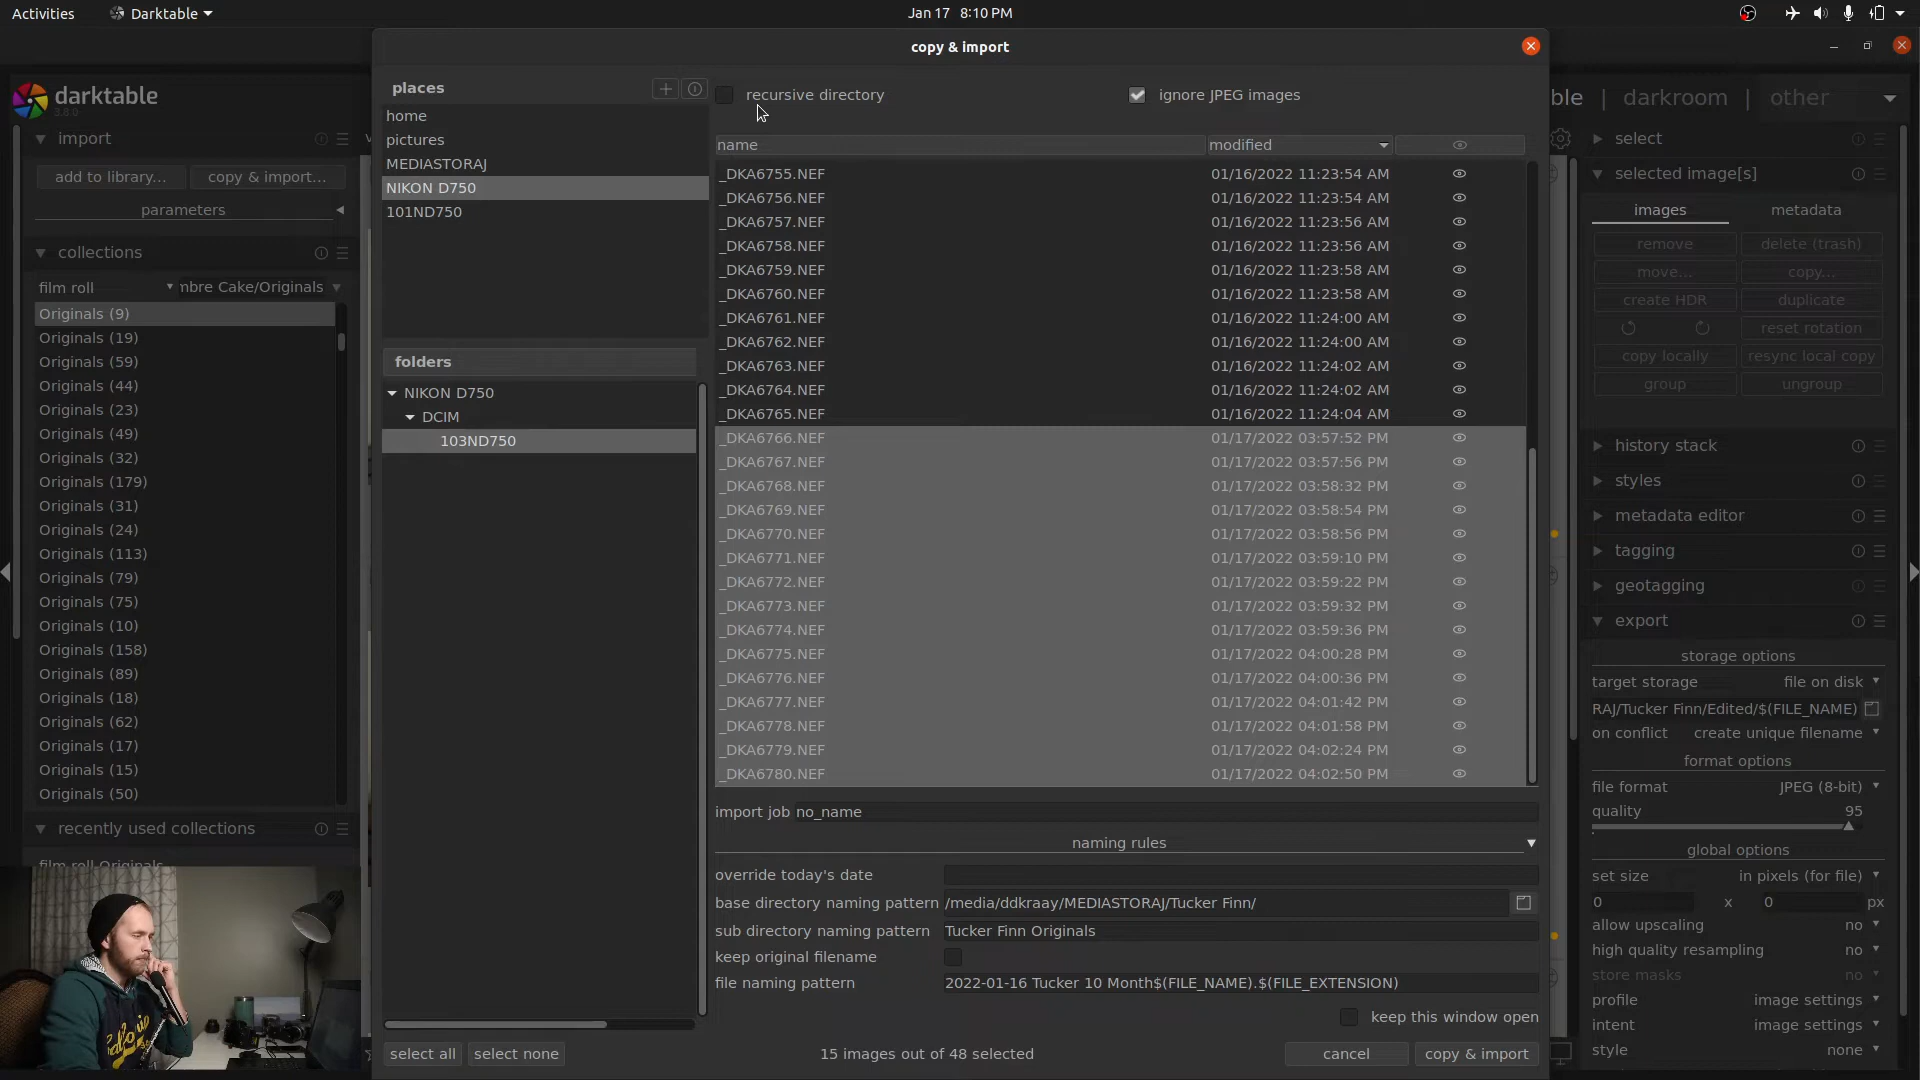 Activities
Darktable
Jan 17 8:10 PM
copy & import
darktable
3.8.0
darkroom
other
import
add to library...
copy & import...
parameters
collections
film roll
mbre Cake/Originals
Originals (9)
Originals (19)
Originals (59)
Originals (44)
Originals (23)
Originals (49)
Originals (32)
Originals (179)
Originals (31)
Originals (24)
Originals (113)
Originals (79)
Originals (75)
Originals (10)
Originals (158)
Originals (89)
Originals (18)
Originals (62)
Originals (17)
Originals (15)
Originals (50)
recently used collections
film roll Originals
places
home
pictures
MEDIASTORAJ
NIKON D750
101ND750
folders
NIKON D750
DCIM
103ND750
select all
select none
recursive directory
ignore JPEG images
name modified
_DKA6755.NEF 01/16/2022 11:23:54 AM
_DKA6756.NEF 01/16/2022 11:23:54 AM
_DKA6757.NEF 01/16/2022 11:23:56 AM
_DKA6758.NEF 01/16/2022 11:23:56 AM
_DKA6759.NEF 01/16/2022 11:23:58 AM
_DKA6760.NEF 01/16/2022 11:23:58 AM
_DKA6761.NEF 01/16/2022 11:24:00 AM
_DKA6762.NEF 01/16/2022 11:24:00 AM
_DKA6763.NEF 01/16/2022 11:24:02 AM
_DKA6764.NEF 01/16/2022 11:24:02 AM
_DKA6765.NEF 01/16/2022 11:24:04 AM
_DKA6766.NEF 01/17/2022 03:57:52 PM
_DKA6767.NEF 01/17/2022 03:57:56 PM
_DKA6768.NEF 01/17/2022 03:58:32 PM
_DKA6769.NEF 01/17/2022 03:58:54 PM
_DKA6770.NEF 01/17/2022 03:58:56 PM
_DKA6771.NEF 01/17/2022 03:59:10 PM
_DKA6772.NEF 01/17/2022 03:59:22 PM
_DKA6773.NEF 01/17/2022 03:59:32 PM
_DKA6774.NEF 01/17/2022 03:59:36 PM
_DKA6775.NEF 01/17/2022 04:00:28 PM
_DKA6776.NEF 01/17/2022 04:00:36 PM
_DKA6777.NEF 01/17/2022 04:01:42 PM
_DKA6778.NEF 01/17/2022 04:01:58 PM
_DKA6779.NEF 01/17/2022 04:02:24 PM
_DKA6780.NEF 01/17/2022 04:02:50 PM
import job no_name
naming rules
override today's date
base directory naming pattern /media/ddkraay/MEDIASTORAJ/Tucker Finn/
sub directory naming pattern Tucker Finn Originals
keep original filename
file naming pattern 2022-01-16 Tucker 10 Month$(FILE_NAME).$(FILE_EXTENSION)
keep this window open
15 images out of 48 selected
cancel
copy & import
select
selected image[s]
images metadata
remove delete (trash)
move... copy...
create HDR duplicate
reset rotation
copy locally resync local copy
group ungroup
history stack
styles
metadata editor
tagging
geotagging
export
storage options
target storage file on disk
RAJ/Tucker Finn/Edited/$(FILE_NAME)
on conflict create unique filename
format options
file format JPEG (8-bit)
quality 95
global options
set size in pixels (for file)
0 x 0 px
allow upscaling no
high quality resampling no
store masks no
profile image settings
intent image settings
style none